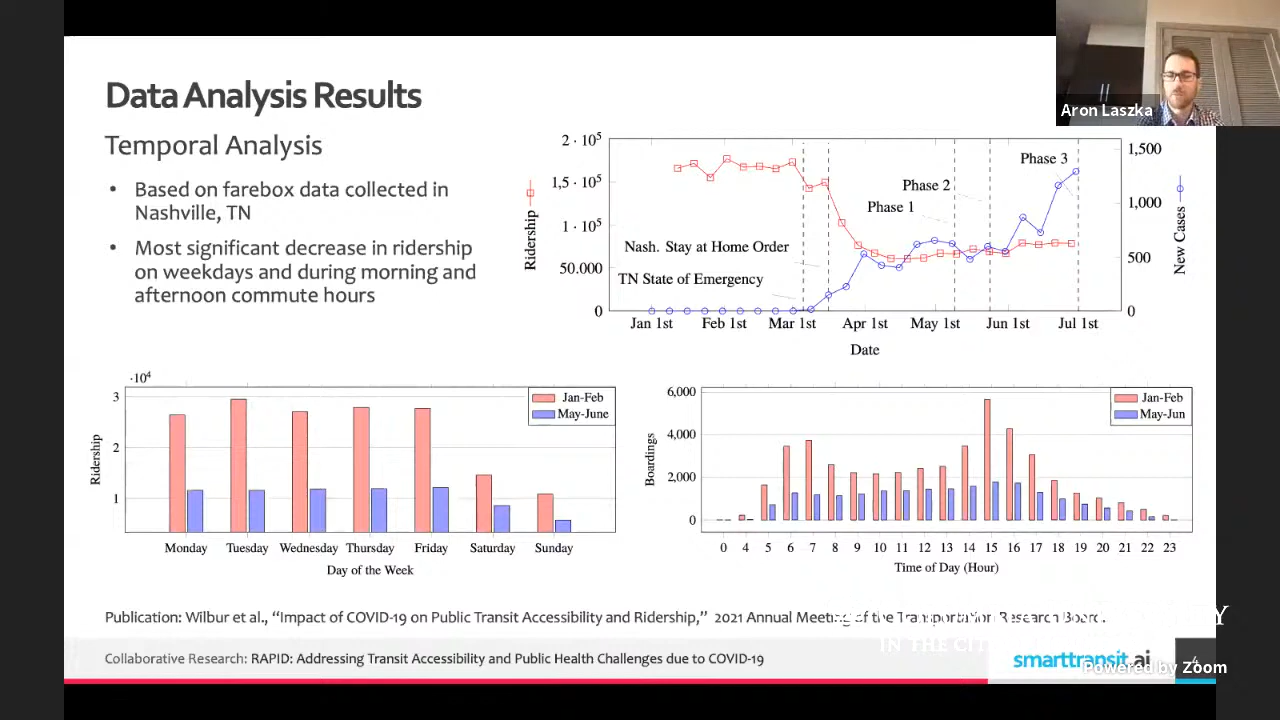 Data Analysis Results
Aron Laszka
Temporal Analysis
• Based on farebox data collected in
Nashville, TN
• Most significant decrease in ridership
on weekdays and during morning and
afternoon commute hours
2 · 10⁵
1.5 · 10⁵
1 · 10⁵
50.000
0
Ridership
1,500
1,000
500
0
New Cases
Phase 3
Phase 2
Phase 1
Nash. Stay at Home Order
TN State of Emergency
Jan 1st Feb 1st Mar 1st Apr 1st May 1st Jun 1st Jul 1st
Date
·10⁴
3
2
1
Ridership
Jan-Feb
May-June
Monday Tuesday Wednesday Thursday Friday Saturday Sunday
Day of the Week
6,000
4,000
2,000
0
Boardings
Jan-Feb
May-Jun
0 4 5 6 7 8 9 10 11 12 13 14 15 16 17 18 19 20 21 22 23
Time of Day (Hour)
Publication: Wilbur et al., “Impact of COVID-19 on Public Transit Accessibility and Ridership,” 2021 Annual Meeting of the Transportation Research Board.
IN THE CIT
Collaborative Research: RAPID: Addressing Transit Accessibility and Public Health Challenges due to COVID-19
smarttransit.ai
4
Powered by Zoom